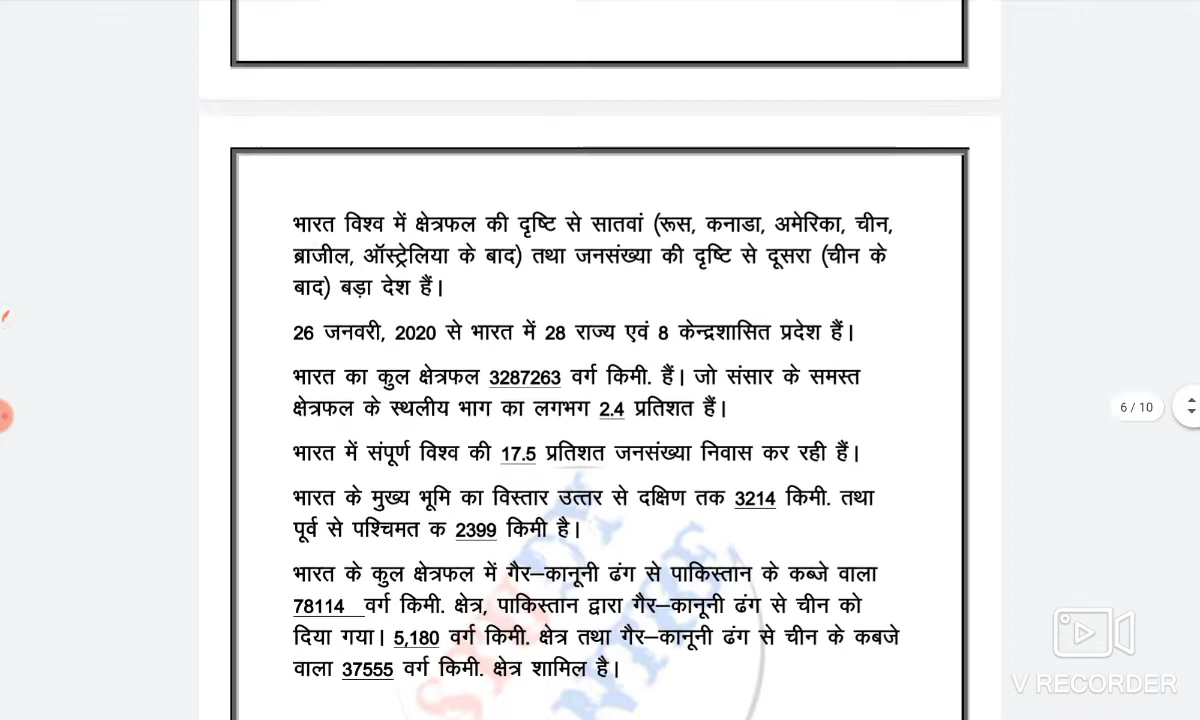 भारत विश्व में क्षेत्रफल की दृष्टि से सातवां (रूस, कनाडा, अमेरिका, चीन,
ब्राजील, ऑस्ट्रेलिया के बाद) तथा जनसंख्या की दृष्टि से दूसरा (चीन के
बाद) बड़ा देश हैं।
26 जनवरी, 2020 से भारत में 28 राज्य एवं 8 केन्द्रशासित प्रदेश हैं।
भारत का कुल क्षेत्रफल 3287263 वर्ग किमी. हैं। जो संसार के समस्त
क्षेत्रफल के स्थलीय भाग का लगभग 2.4 प्रतिशत हैं।
भारत में संपूर्ण विश्व की 17.5 प्रतिशत जनसंख्या निवास कर रही हैं।
भारत के मुख्य भूमि का विस्तार उत्तर से दक्षिण तक 3214 किमी. तथा
पूर्व से पश्चिमत क 2399 किमी है।
भारत के कुल क्षेत्रफल में गैर–कानूनी ढंग से पाकिस्तान के कब्जे वाला
78114 वर्ग किमी. क्षेत्र, पाकिस्तान द्वारा गैर–कानूनी ढंग से चीन को
दिया गया। 5,180 वर्ग किमी. क्षेत्र तथा गैर–कानूनी ढंग से चीन के कबजे
वाला 37555 वर्ग किमी. क्षेत्र शामिल है।
6 / 10
V RECORDER